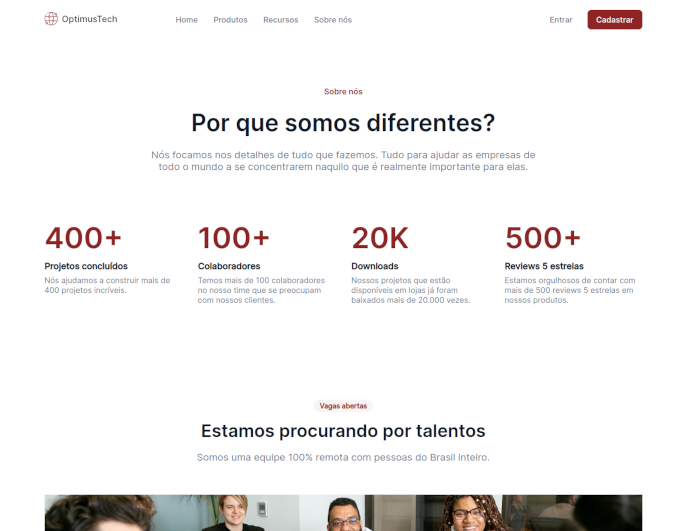 OptimusTech
Home Produtos Recursos Sobre nós
Entrar Cadastrar
Sobre nós
Por que somos diferentes?
Nós focamos nos detalhes de tudo que fazemos. Tudo para ajudar as empresas de
todo o mundo a se concentrarem naquilo que é realmente importante para elas.
400+
Projetos concluídos
Nós ajudamos a construir mais de
400 projetos incríveis.
100+
Colaboradores
Temos mais de 100 colaboradores
no nosso time que se preocupam
com nossos clientes.
20K
Downloads
Nossos projetos que estão
disponíveis em lojas já foram
baixados mais de 20.000 vezes.
500+
Reviews 5 estrelas
Estamos orgulhosos de contar com
mais de 500 reviews 5 estrelas em
nossos produtos.
Vagas abertas
Estamos procurando por talentos
Somos uma equipe 100% remota com pessoas do Brasil inteiro.